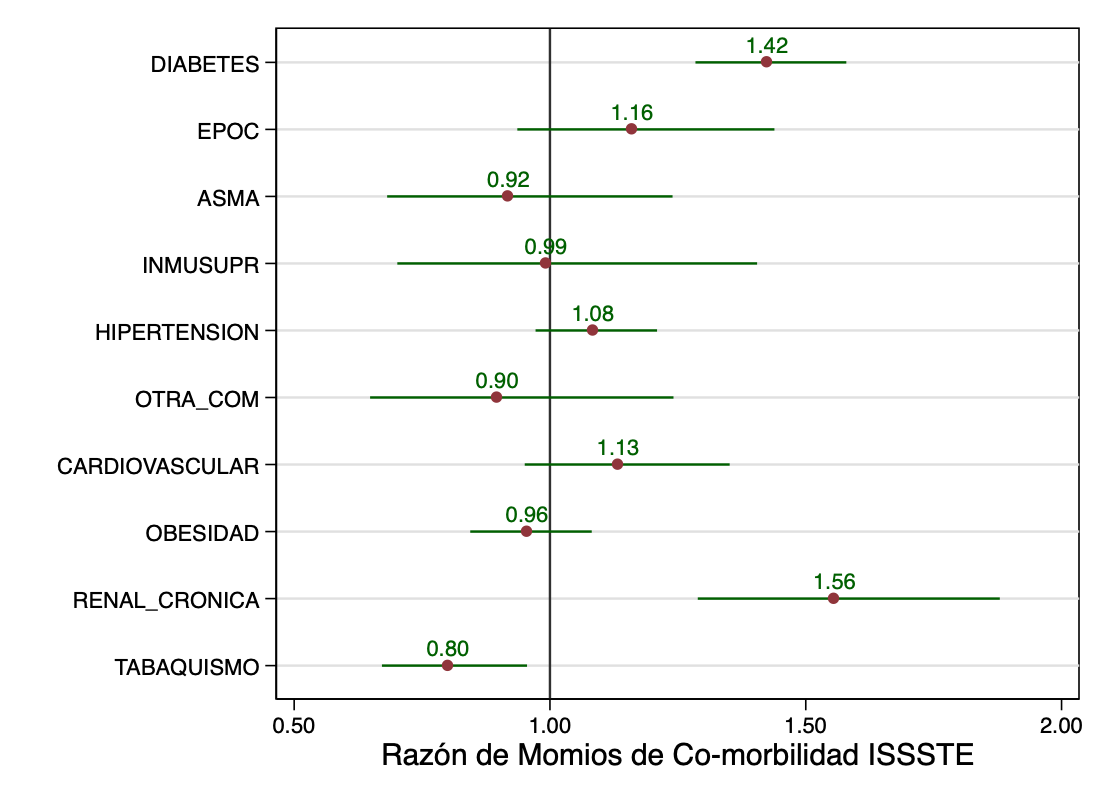 DIABETES 1.42
EPOC 1.16
ASMA 0.92
INMUSUPR 0.99
HIPERTENSION 1.08
OTRA_COM 0.90
CARDIOVASCULAR 1.13
OBESIDAD 0.96
RENAL_CRONICA 1.56
TABAQUISMO 0.80
0.50 1.00 1.50 2.00
Razón de Momios de Co-morbilidad ISSSTE